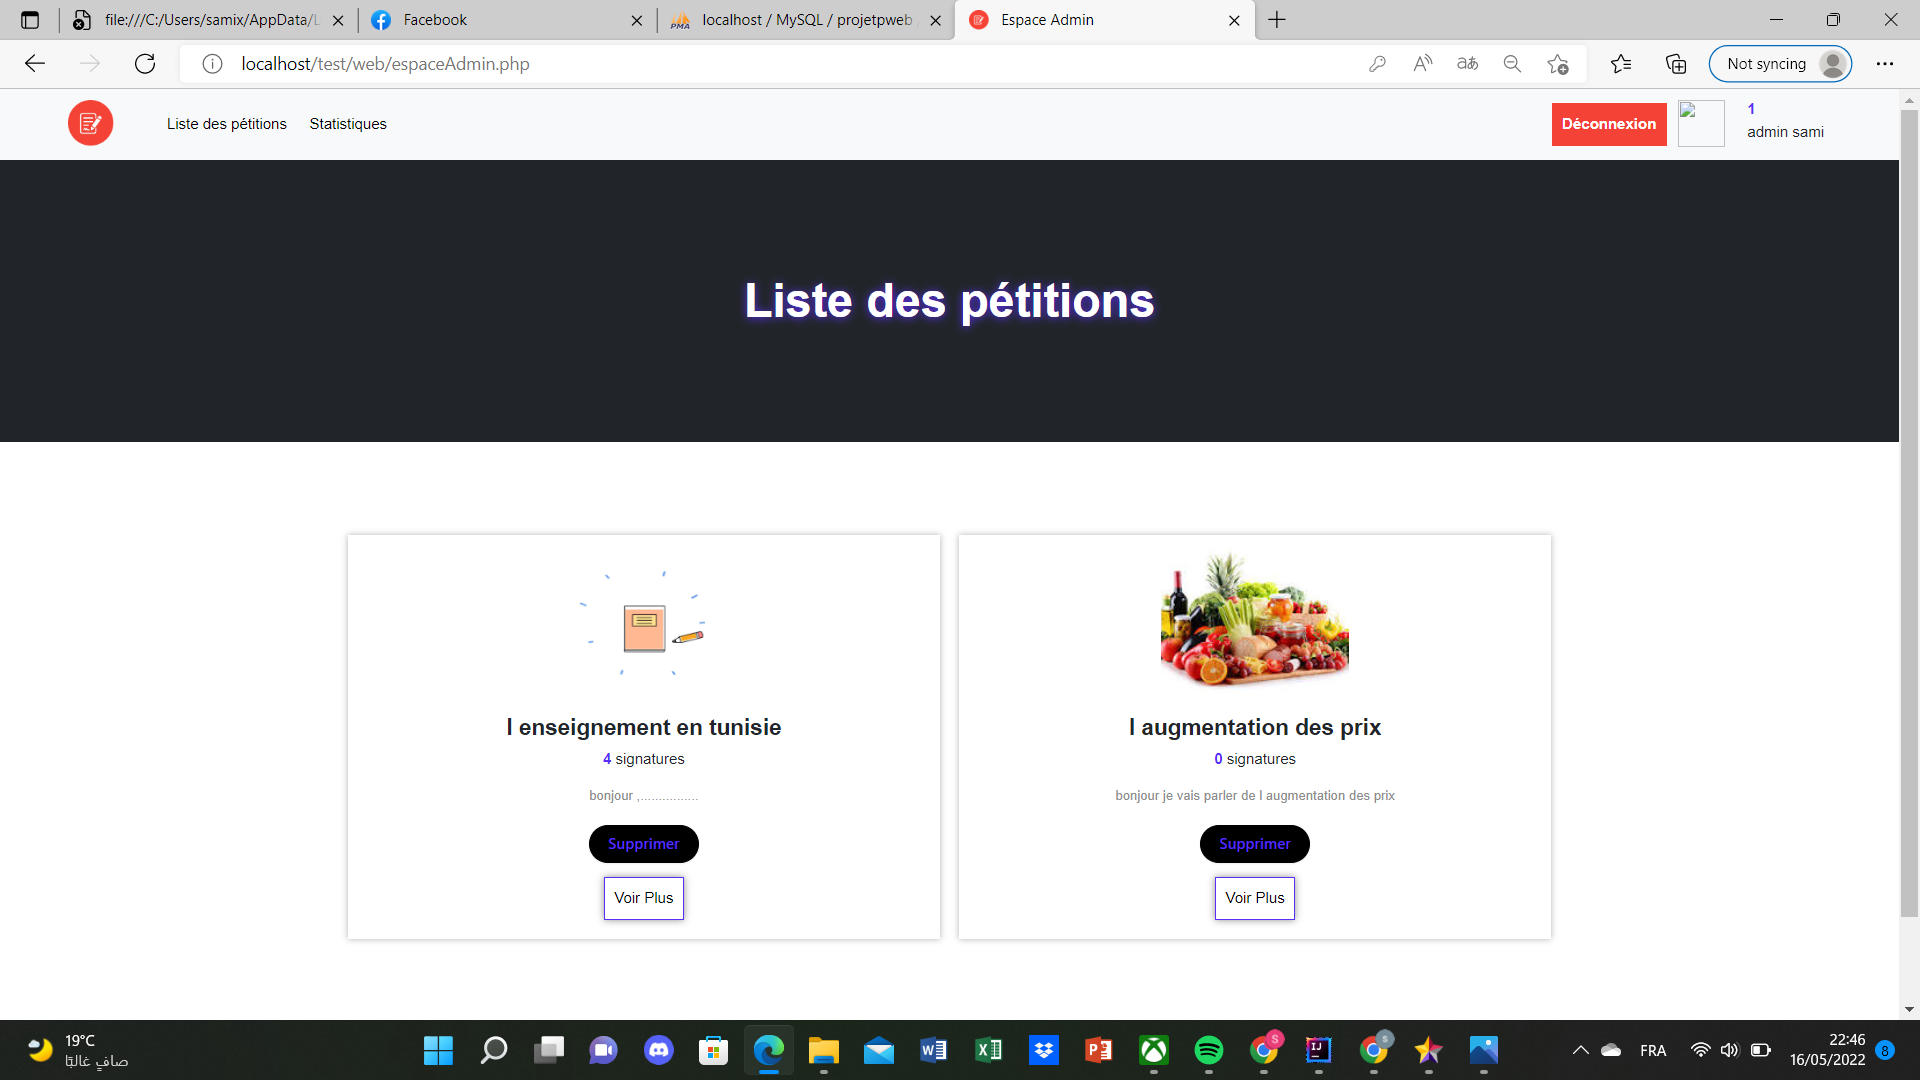 file:///C:/Users/samix/AppData/L
Facebook
localhost / MySQL / projetpweb
Espace Admin
localhost/test/web/espaceAdmin.php
Not syncing
Liste des pétitions
Statistiques
Déconnexion
1
admin sami
Liste des pétitions
l enseignement en tunisie
4 signatures
bonjour ,................
Supprimer
Voir Plus
l augmentation des prix
0 signatures
bonjour je vais parler de l augmentation des prix
Supprimer
Voir Plus
19°C
صافٍ غالبًا
FRA
22:46
16/05/2022
8